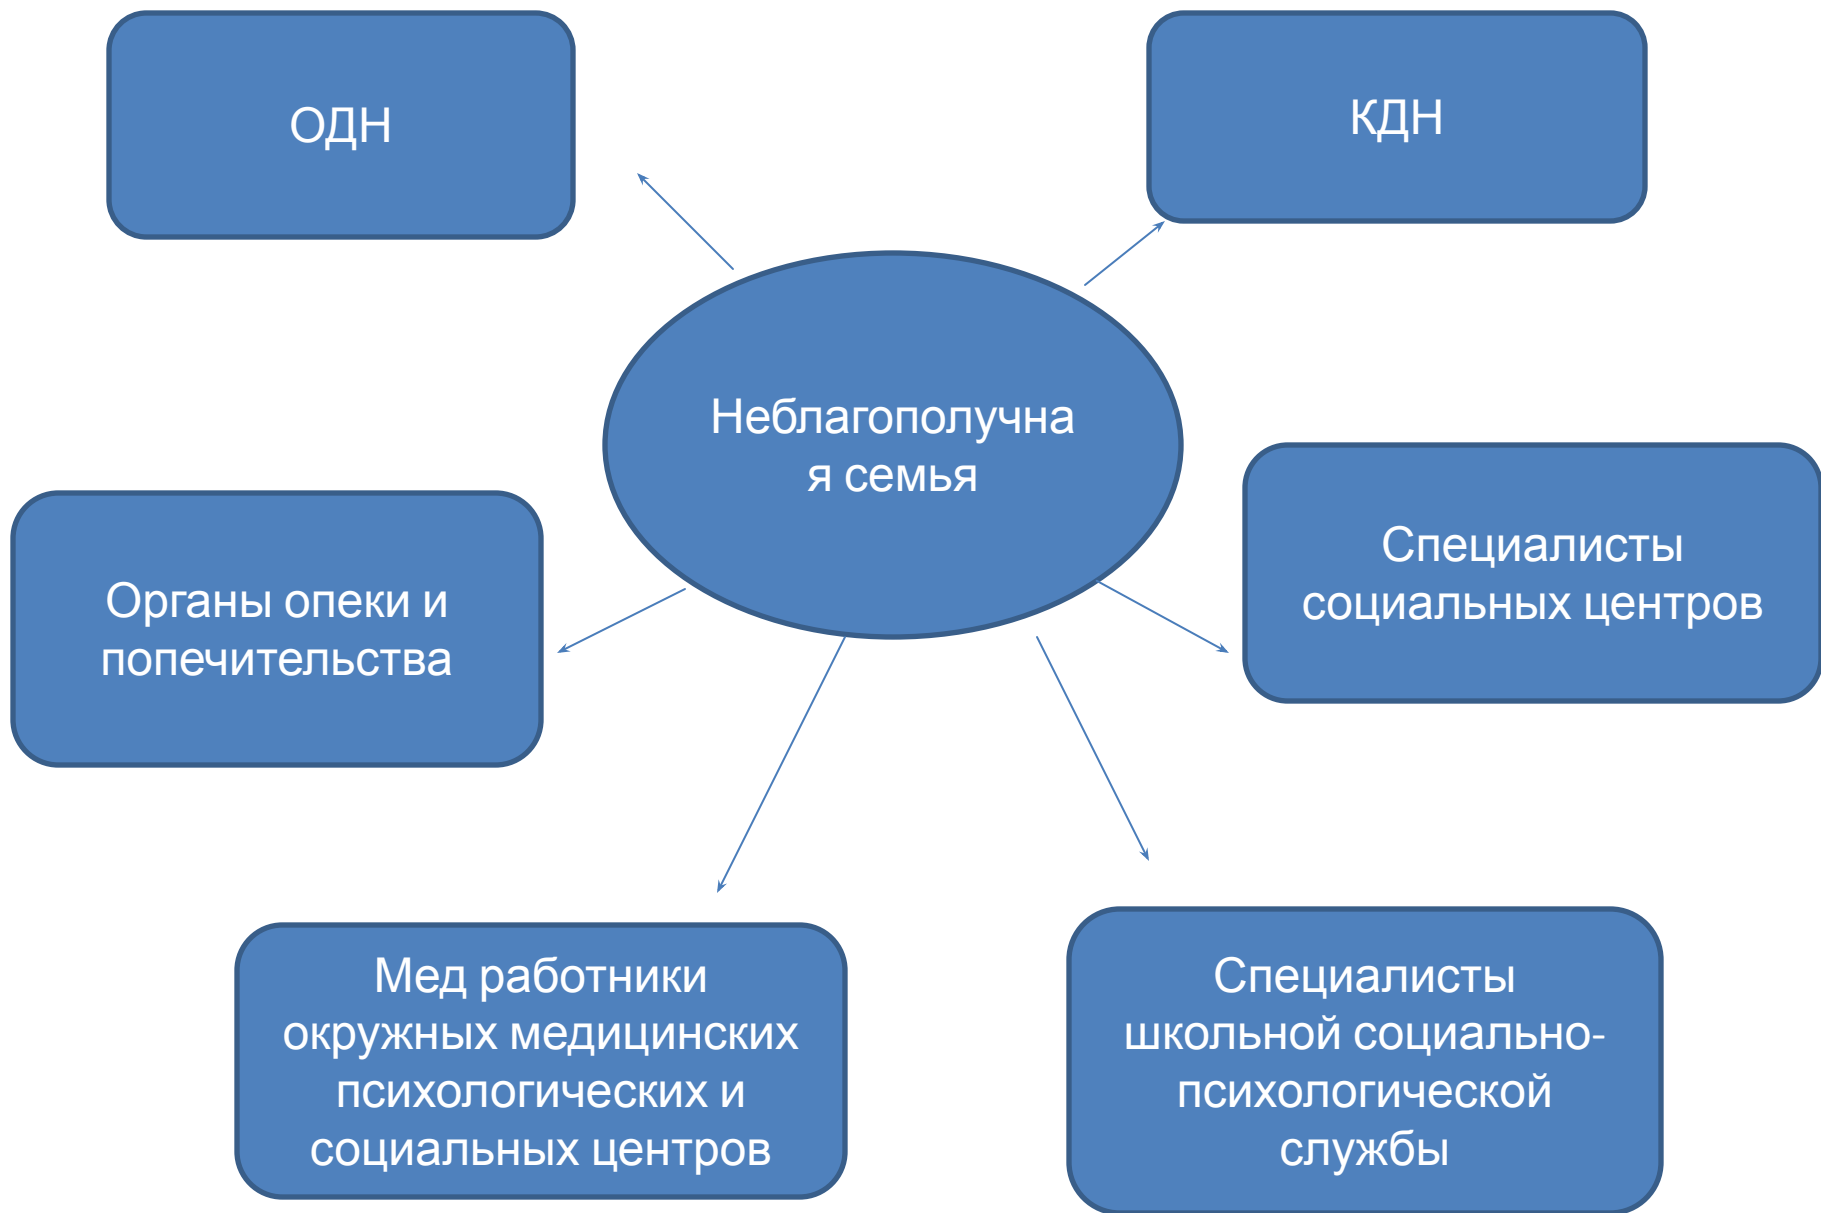 ОДН
КДН
Неблагополучна
я семья
Специалисты
социальных центров
Органы опеки и
попечительства
Мед работники
окружных медицинских
психологических и
социальных центров
Специалисты
школьной социально-
психологической
службы